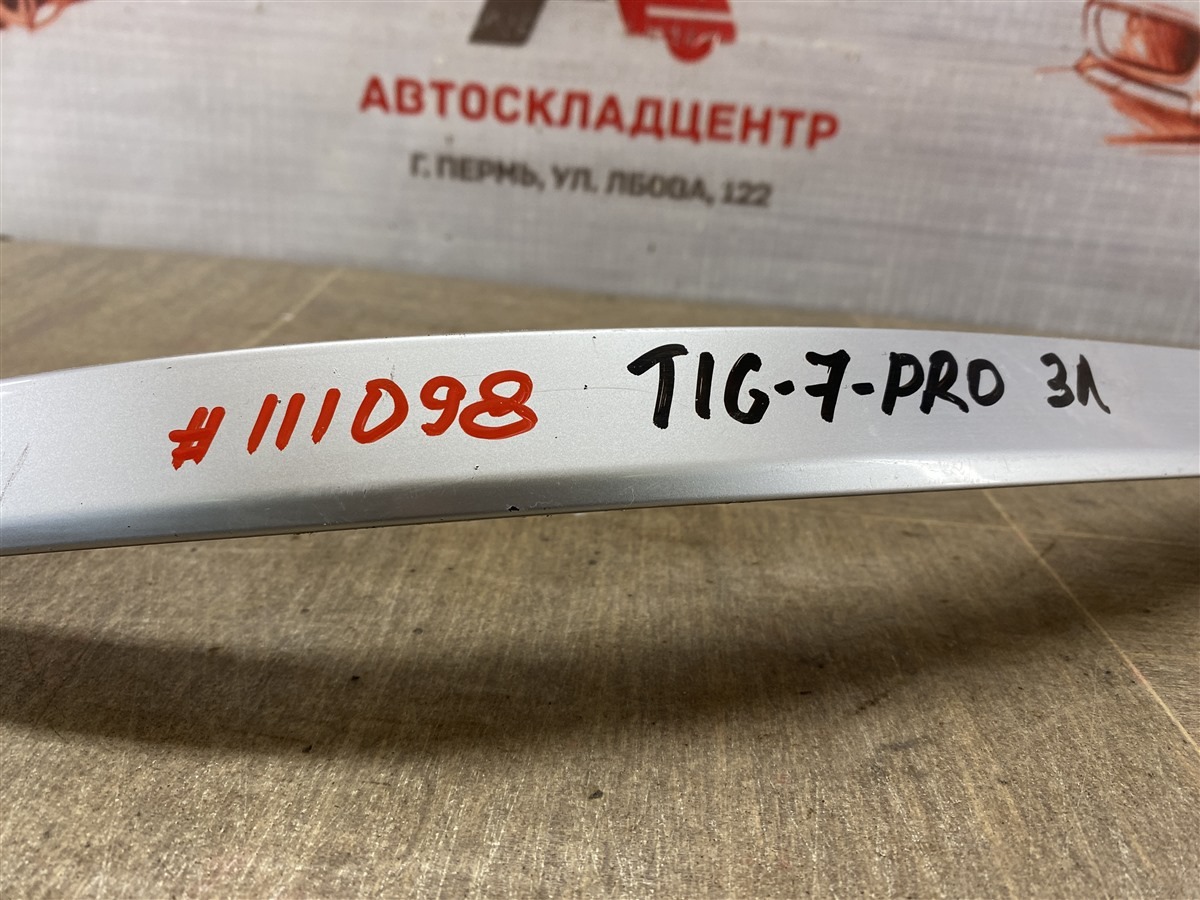 АВТОСКЛАДЦЕНТР
Г. ПЕРМЬ, УЛ. ЛБОВА, 122
#111098 TIG-7-PRO ЗЛ